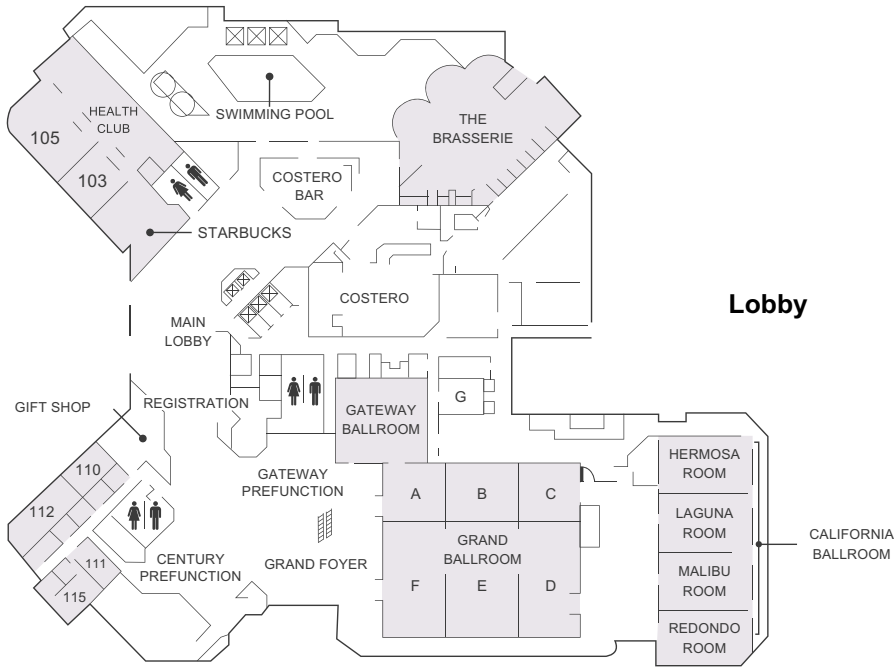 SWIMMING POOL
HEALTH
CLUB
105
103
THE
BRASSERIE
COSTERO
BAR
STARBUCKS
COSTERO
Lobby
MAIN
LOBBY
GIFT SHOP
REGISTRATION
GATEWAY
BALLROOM
G
110
112
GATEWAY
PREFUNCTION
A
B
C
HERMOSA
ROOM
LAGUNA
ROOM
CALIFORNIA
BALLROOM
GRAND
BALLROOM
GRAND FOYER
CENTURY
PREFUNCTION
111
115
F
E
D
MALIBU
ROOM
REDONDO
ROOM